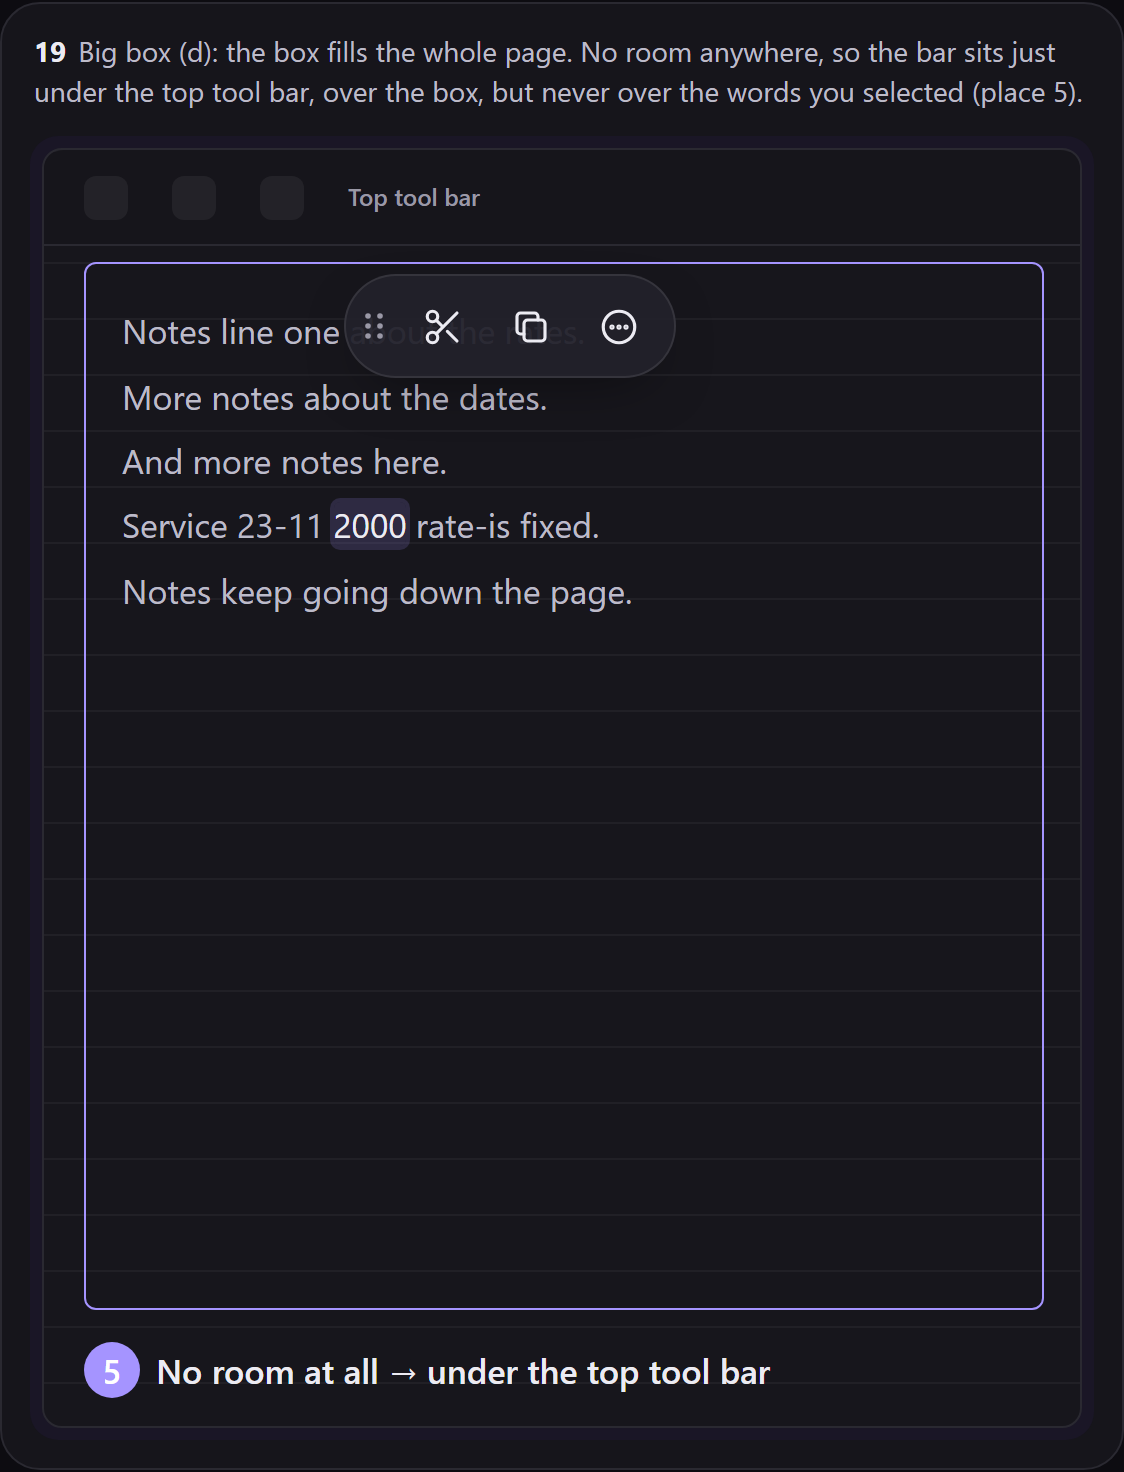 19 Big box (d): the box fills the whole page. No room anywhere, so the bar sits just
under the top tool bar, over the box, but never over the words you selected (place 5).
Top tool bar
Notes line one about the rates.
More notes about the dates.
And more notes here.
Service 23-11 2000 rate-is fixed.
Notes keep going down the page.
5 No room at all → under the top tool bar